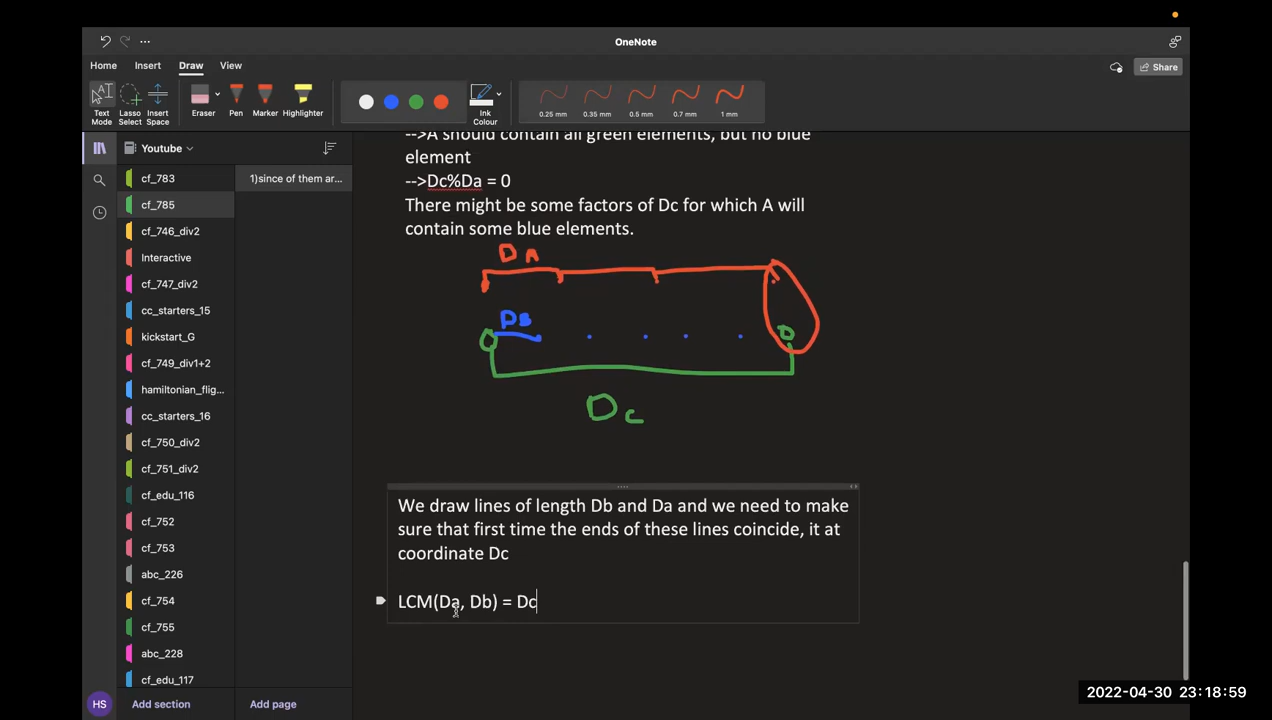 OneNote
Home Insert Draw View
Share
Text Mode
Lasso Select
Insert Space
Eraser
Pen
Marker
Highlighter
Ink Colour
0.25 mm
0.35 mm
0.5 mm
0.7 mm
1 mm
Youtube
cf_783
cf_785
cf_746_div2
Interactive
cf_747_div2
cc_starters_15
kickstart_G
cf_749_div1+2
hamiltonian_flig...
cc_starters_16
cf_750_div2
cf_751_div2
cf_edu_116
cf_752
cf_753
abc_226
cf_754
cf_755
abc_228
cf_edu_117
HS
Add section
1)since of them ar...
Add page
-->A should contain all green elements, but no blue
element
-->Dc%Da = 0
There might be some factors of Dc for which A will
contain some blue elements.
DA
DB
Dc
We draw lines of length Db and Da and we need to make
sure that first time the ends of these lines coincide, it at
coordinate Dc
LCM(Da, Db) = Dc
2022-04-30 23:18:59